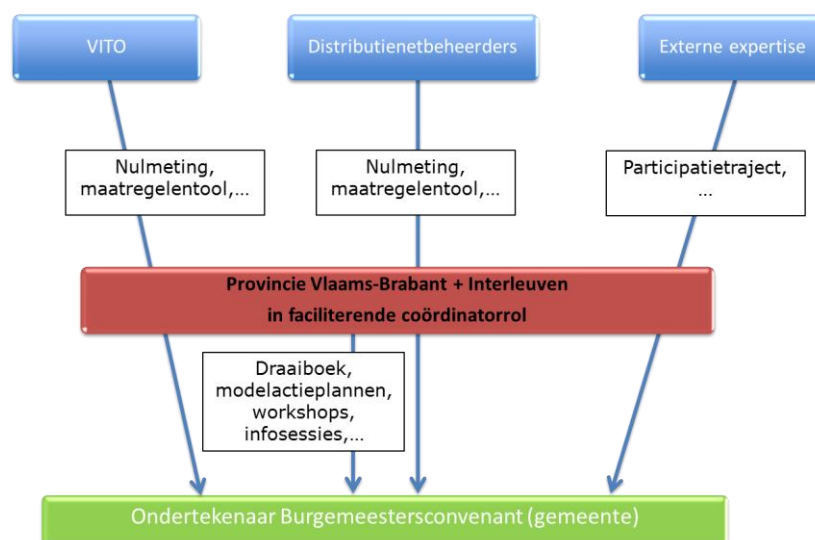 VITO
Distributienetbeheerders
Externe expertise
Nulmeting,
maatregelentool,...
Nulmeting,
maatregelentool,...
Participatietraject,
...
Provincie Vlaams-Brabant + Interleuven
in faciliterende coördinatorrol
Draaiboek,
modelactieplannen,
workshops,
infosessies,...
Ondertekenaar Burgemeestersconvenant (gemeente)